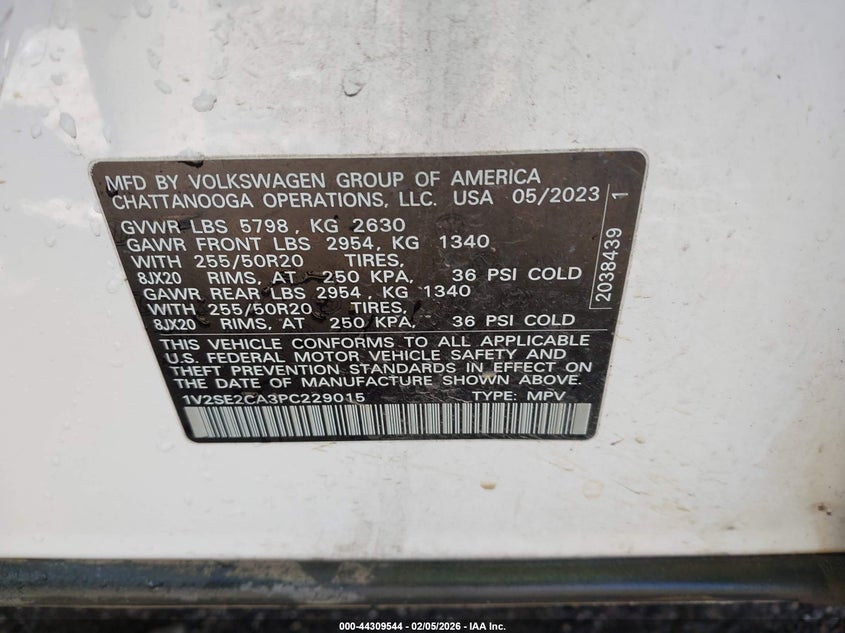 MFD BY VOLKSWAGEN GROUP OF AMERICA
CHATTANOOGA OPERATIONS, LLC. USA 05/2023
GVWR LBS 5798, KG 2630
GAWR FRONT LBS 2954, KG 1340
WITH 255/50R20 TIRES,
8JX20 RIMS, AT 250 KPA, 36 PSI COLD
GAWR REAR LBS 2954, KG 1340
WITH 255/50R20 TIRES,
8JX20 RIMS, AT 250 KPA, 36 PSI COLD
THIS VEHICLE CONFORMS TO ALL APPLICABLE
U.S. FEDERAL MOTOR VEHICLE SAFETY AND
THEFT PREVENTION STANDARDS IN EFFECT ON
THE DATE OF MANUFACTURE SHOWN ABOVE.
1V2SE2CA3PC229015 TYPE: MPV
2038439 1
000-44309544 02/05/2026 - IAA Inc.